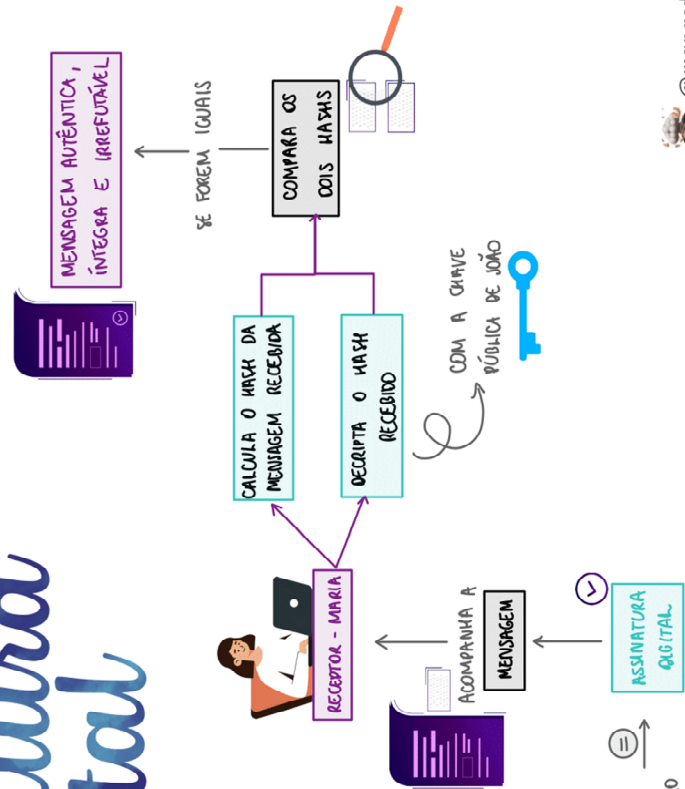 ASSINATURA
DIGITAL
MENSAGEM
ACOMPANHA A
RECEPTOR - MARIA
CALCULA O HASH DA
MENSAGEM RECEBIDA
DECRIPTA O HASH
RECEBIDO
COM A CHAVE
PÚBLICA DE JOÃO
COMPARA OS
DOIS HASHS
SE FOREM IGUAIS
MENSAGEM AUTÊNTICA,
ÍNTEGRA E IRREFUTÁVEL